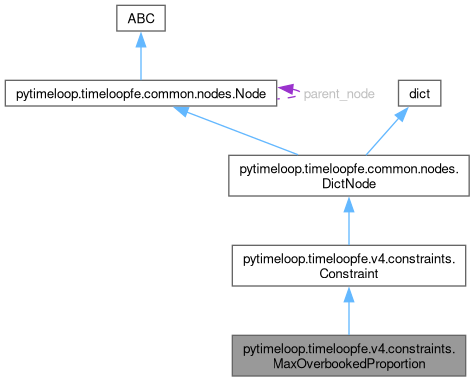 ABC
pytimeloop.timeloopfe.common.nodes.Node
parent_node
dict
pytimeloop.timeloopfe.common.nodes.
DictNode
pytimeloop.timeloopfe.v4.constraints.
Constraint
pytimeloop.timeloopfe.v4.constraints.
MaxOverbookedProportion